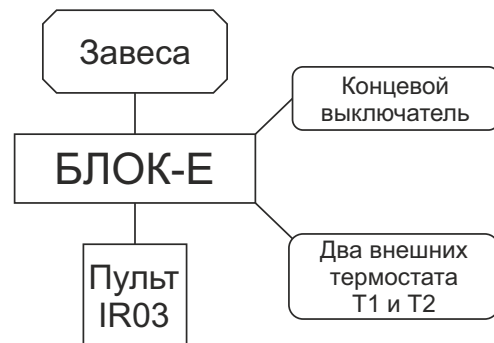 Завеса
Концевой
выключатель
БЛОК-Е
Пульт
IR03
Два внешних
термостата
Т1 и Т2